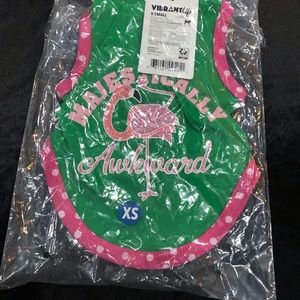 VIBRANT Life
X-SMALL
MAJESTICALLY
Awkward
XS